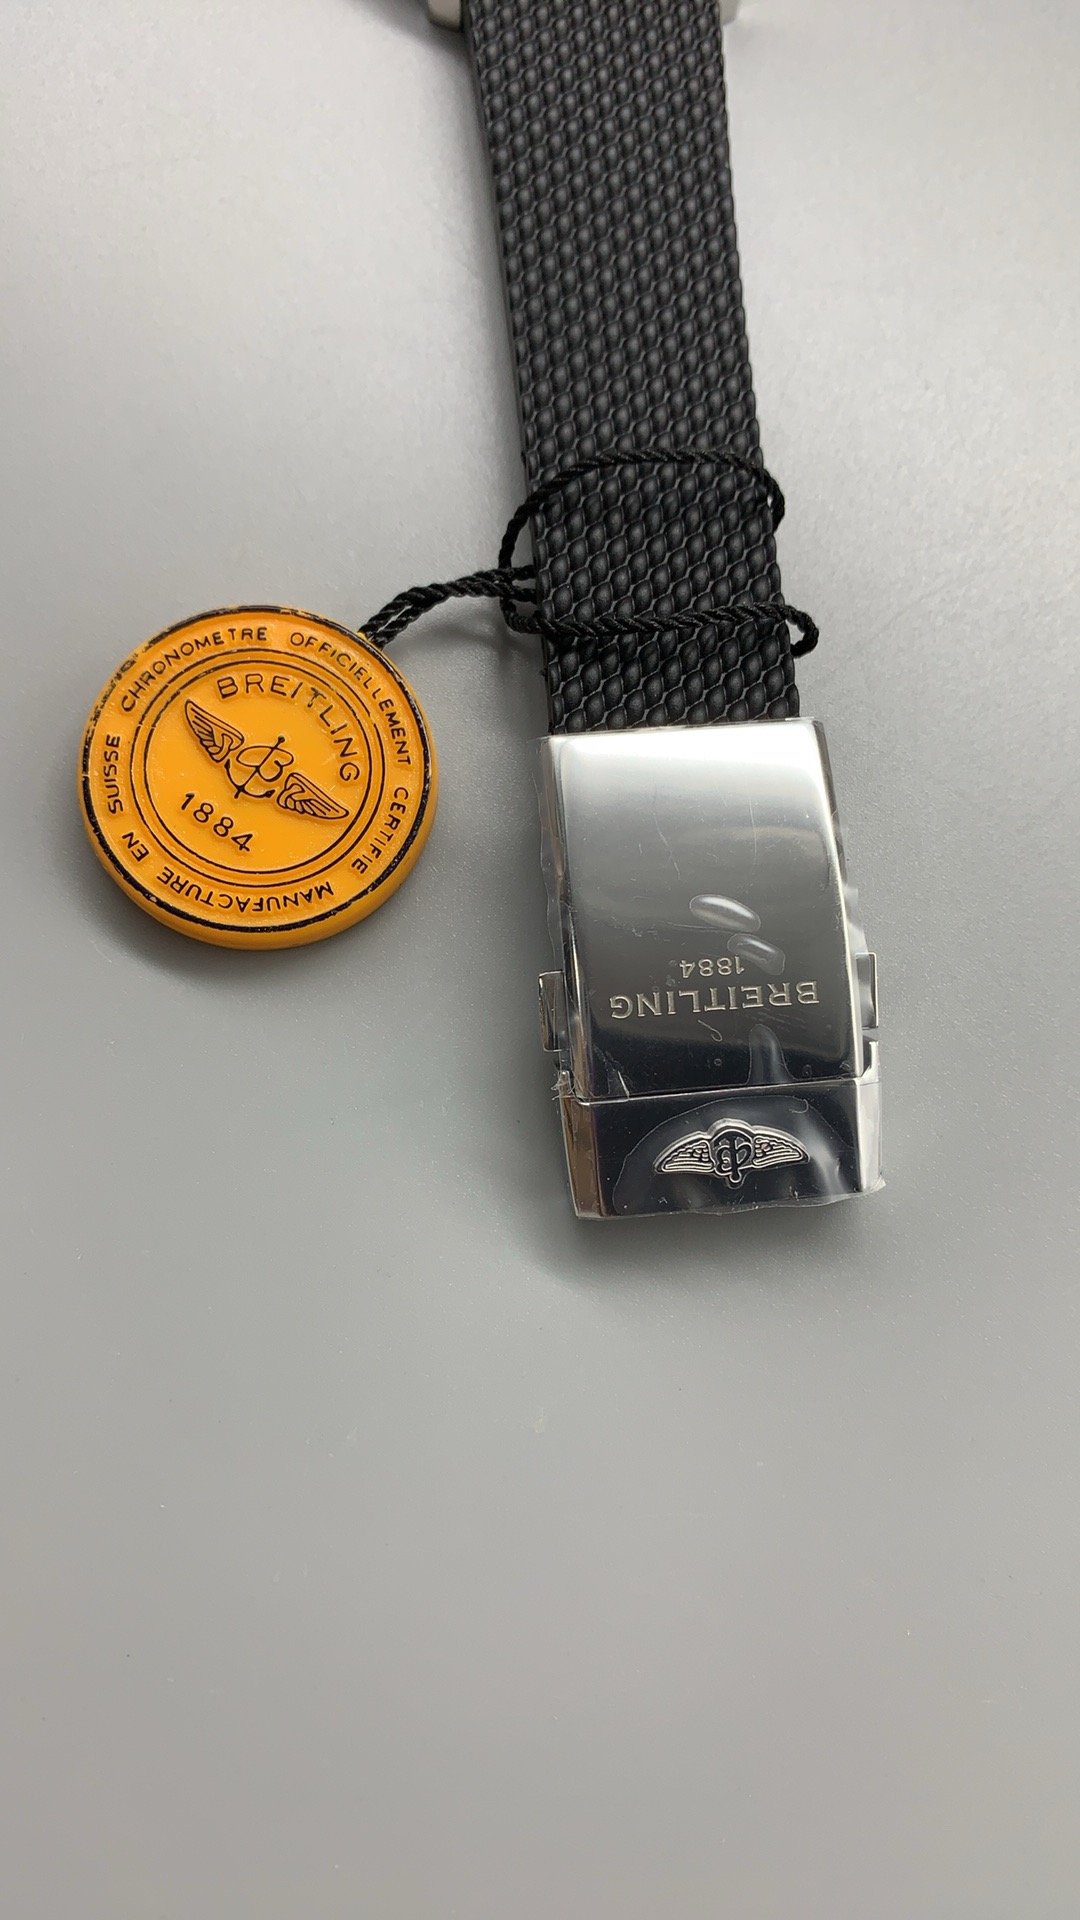 CHRONOMETRE OFFICIELLEMENT CERTIFIE
MANUFACTURE EN SUISSE
BREITLING
1884
BREITLING
1884